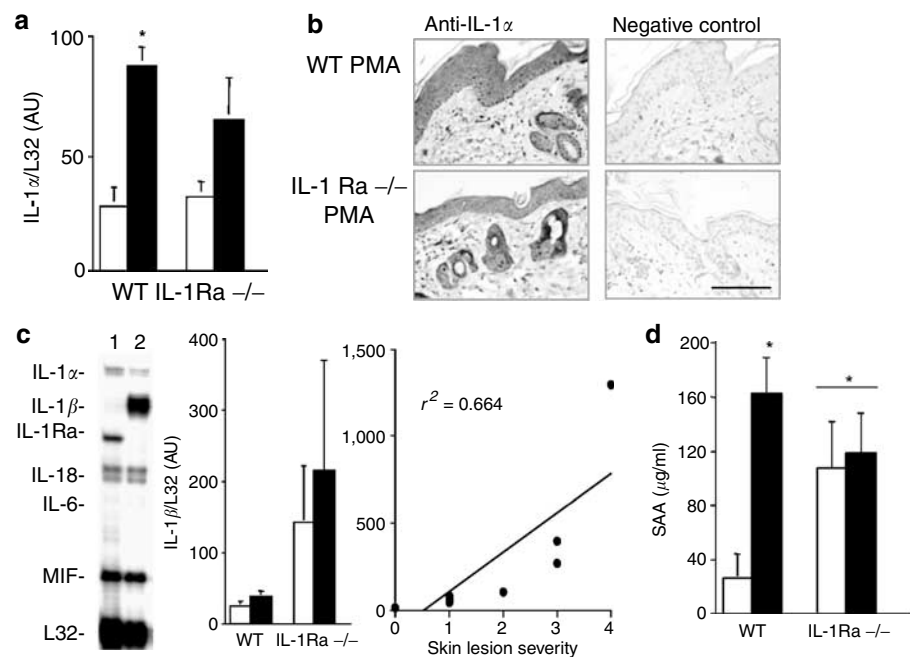 a
IL-1α/L32 (AU)
100
50
0
*
WT IL-1Ra –/–
b
Anti-IL-1α
Negative control
WT PMA
IL-1 Ra –/–
PMA
c
1 2
IL-1α-
IL-1β-
IL-1Ra-
IL-18-
IL-6-
MIF-
L32-
IL-1β/L32 (AU)
400
300
200
100
0
WT IL-1Ra –/–
1,500
1,000
500
0
r² = 0.664
0 1 2 3 4
Skin lesion severity
d
SAA (μg/ml)
200
160
120
80
40
0
*
*
WT IL-1Ra –/–